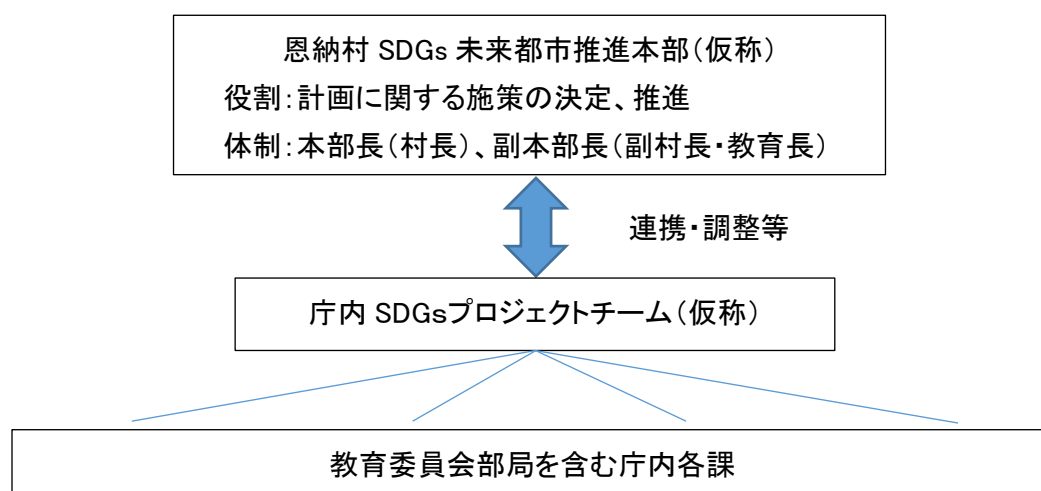 恩納村 SDGs 未来都市推進本部（仮称）
役割：計画に関する施策の決定、推進
体制：本部長（村長）、副本部長（副村長・教育長）
連携・調整等
庁内 SDGsプロジェクトチーム（仮称）
教育委員会部局を含む庁内各課